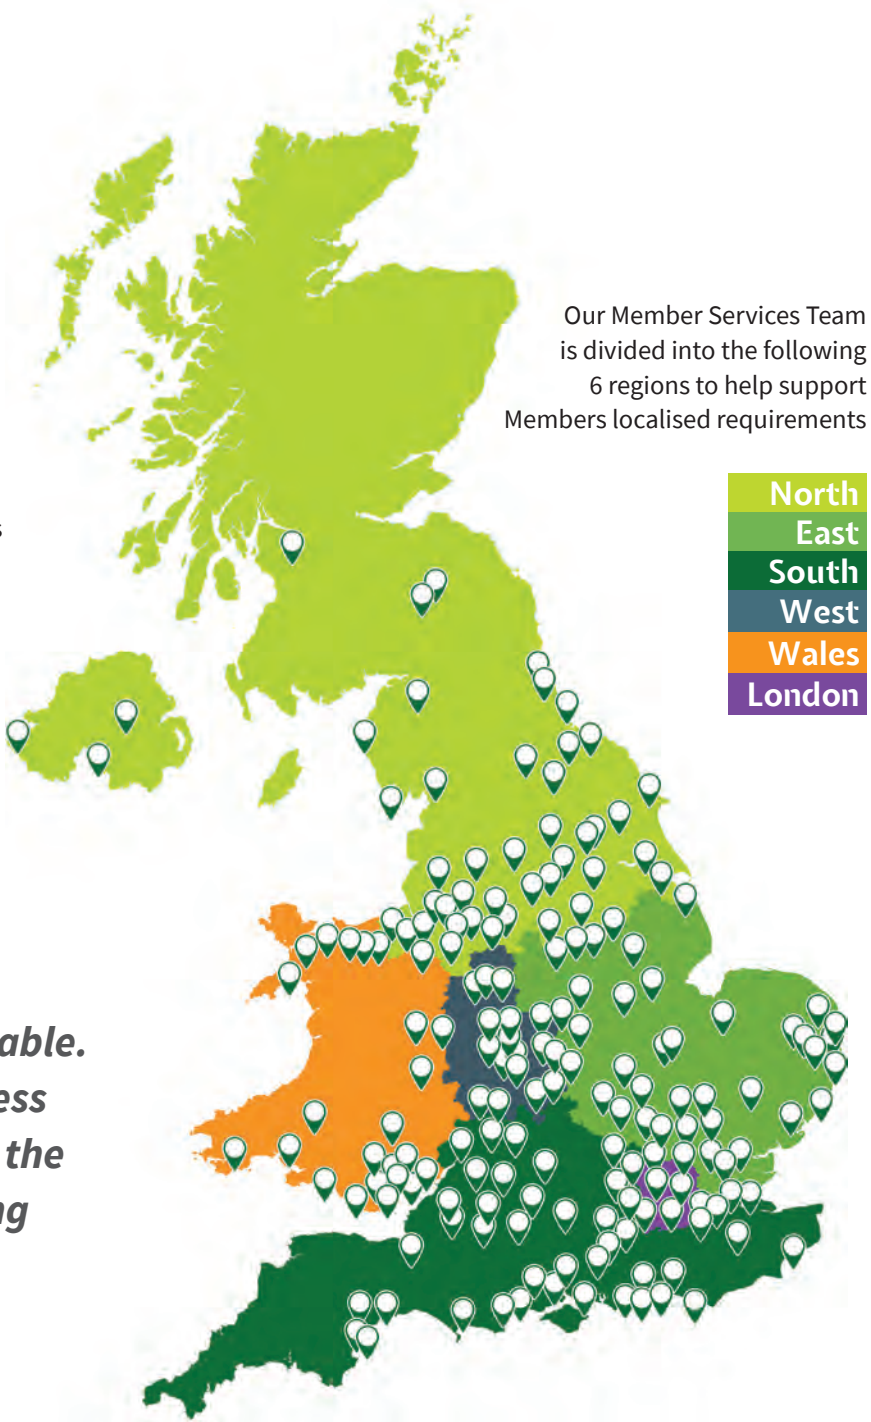 Our Member Services Team
is divided into the following
6 regions to help support
Members localised requirements
North
East
South
West
Wales
London
s
able.
ess
the
ng